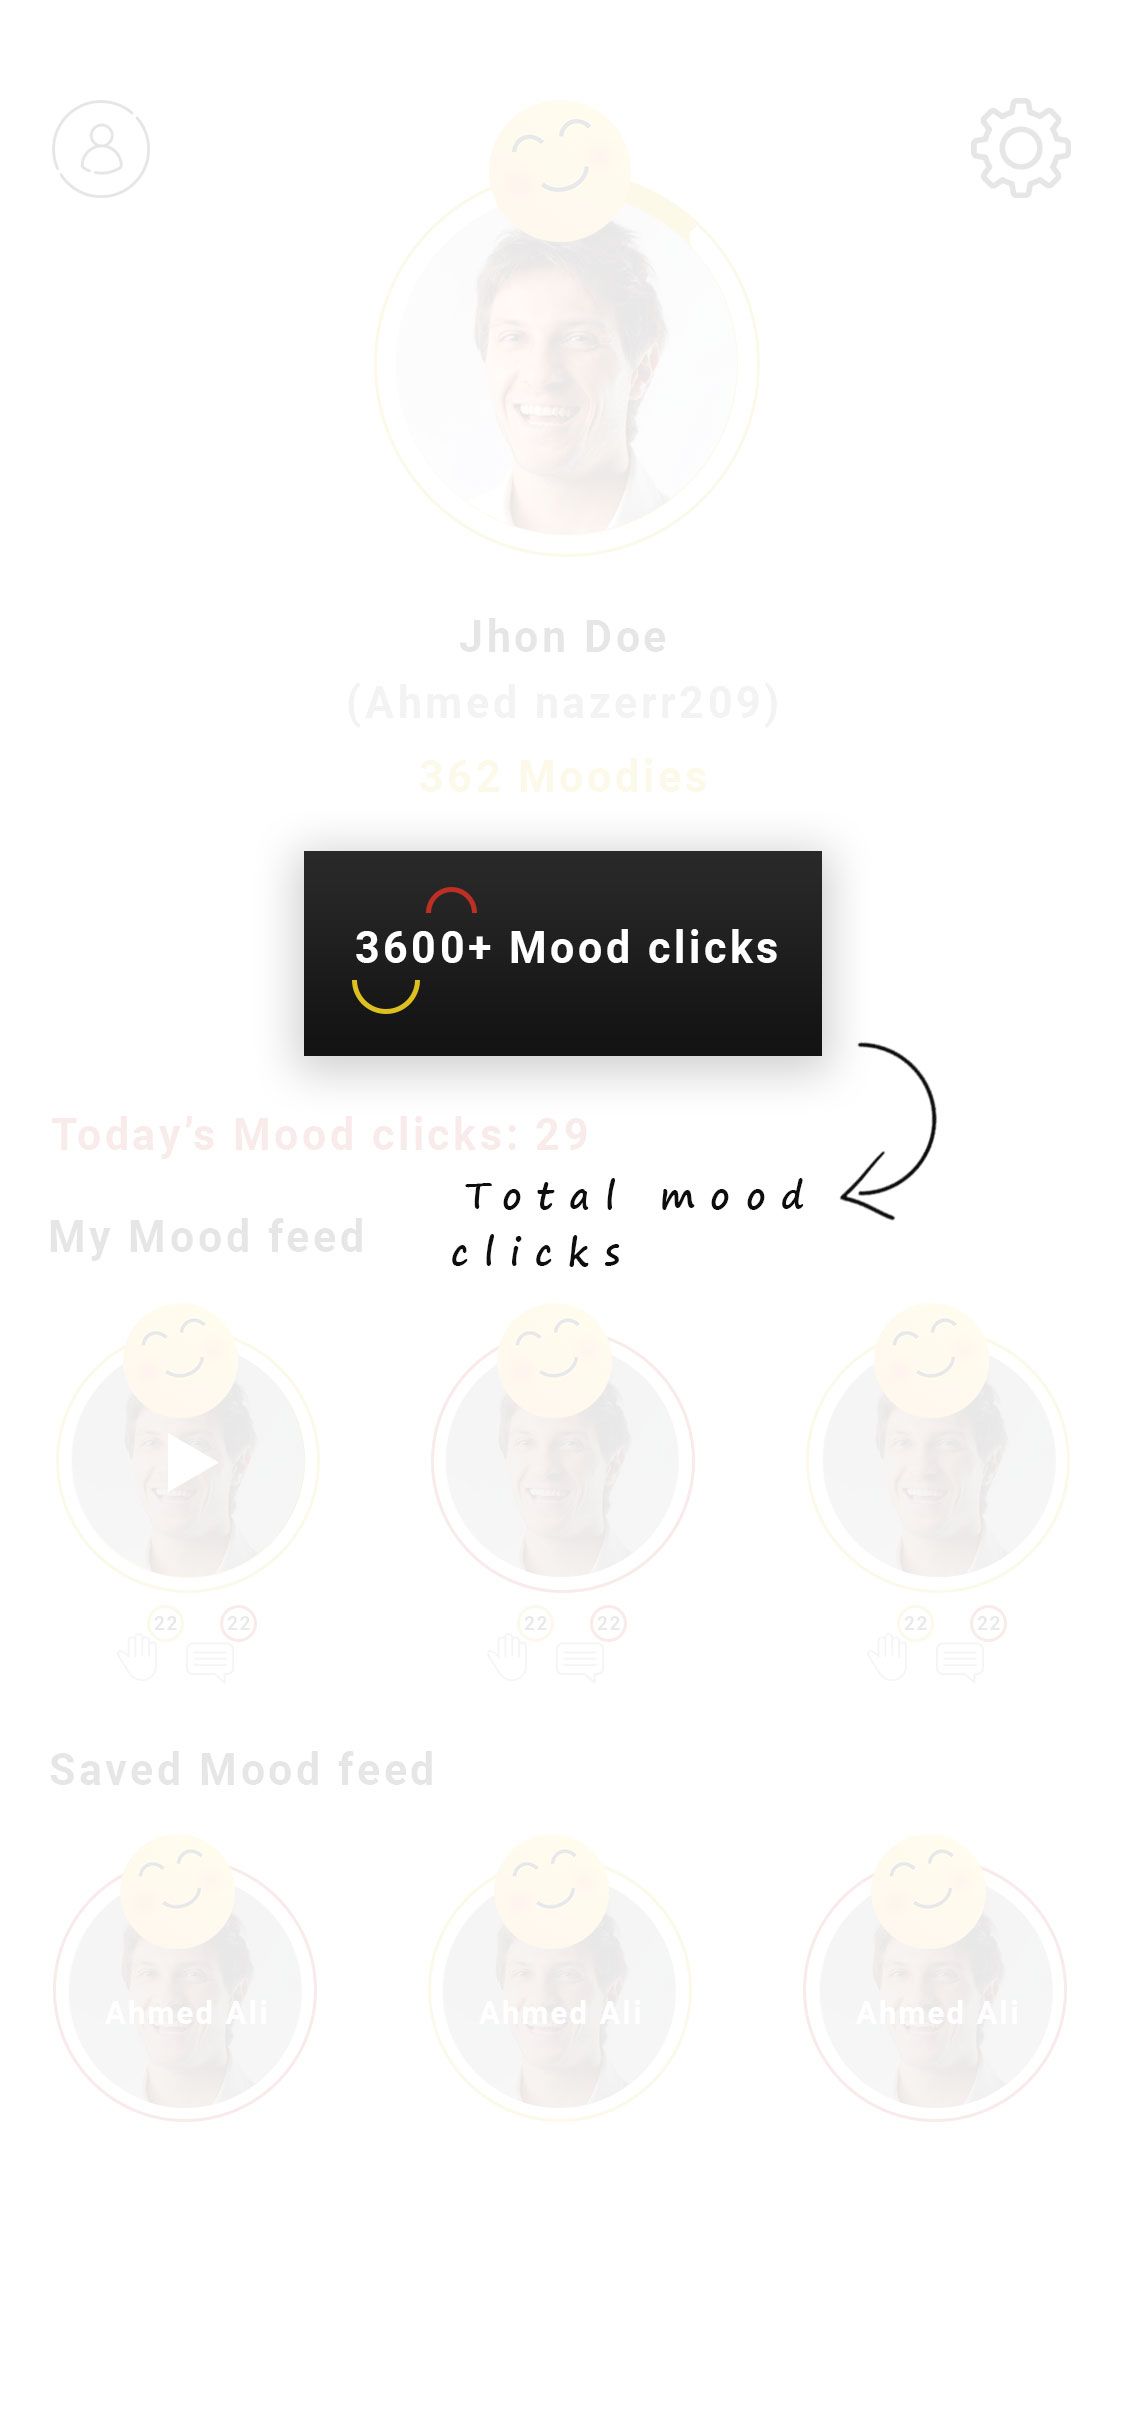 Jhon Doe
(Ahmed nazerr209)
362 Moodies
3600+ Mood clicks
Today’s Mood clicks: 29
Total mood
clicks
My Mood feed
22 22 22 22 22 22
Saved Mood feed
Ahmed Ali Ahmed Ali Ahmed Ali